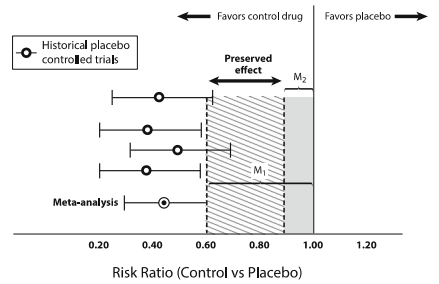 Favors control drug
Favors placebo
Historical placebo
controlled trials
Preserved
effect
M2
M1
Meta-analysis
0.20 0.40 0.60 0.80 1.00 1.20
Risk Ratio (Control vs Placebo)